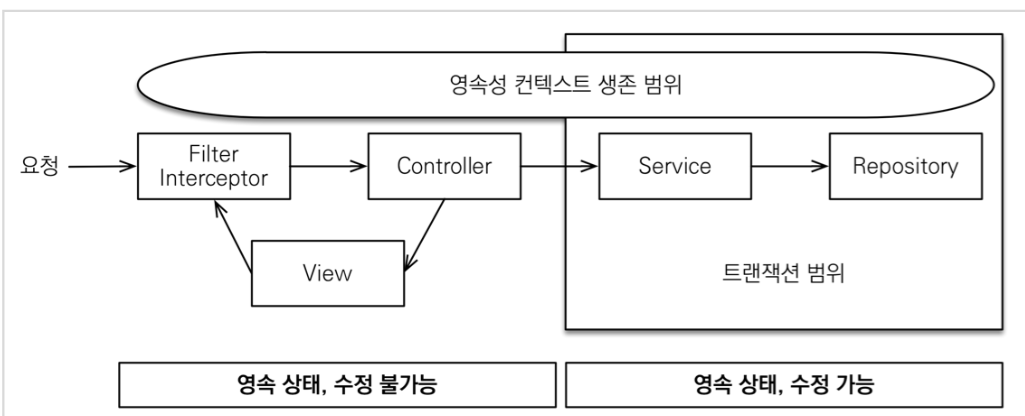 영속성 컨텍스트 생존 범위
요청
Filter
Interceptor
Controller
Service
Repository
View
트랜잭션 범위
영속 상태, 수정 불가능
영속 상태, 수정 가능